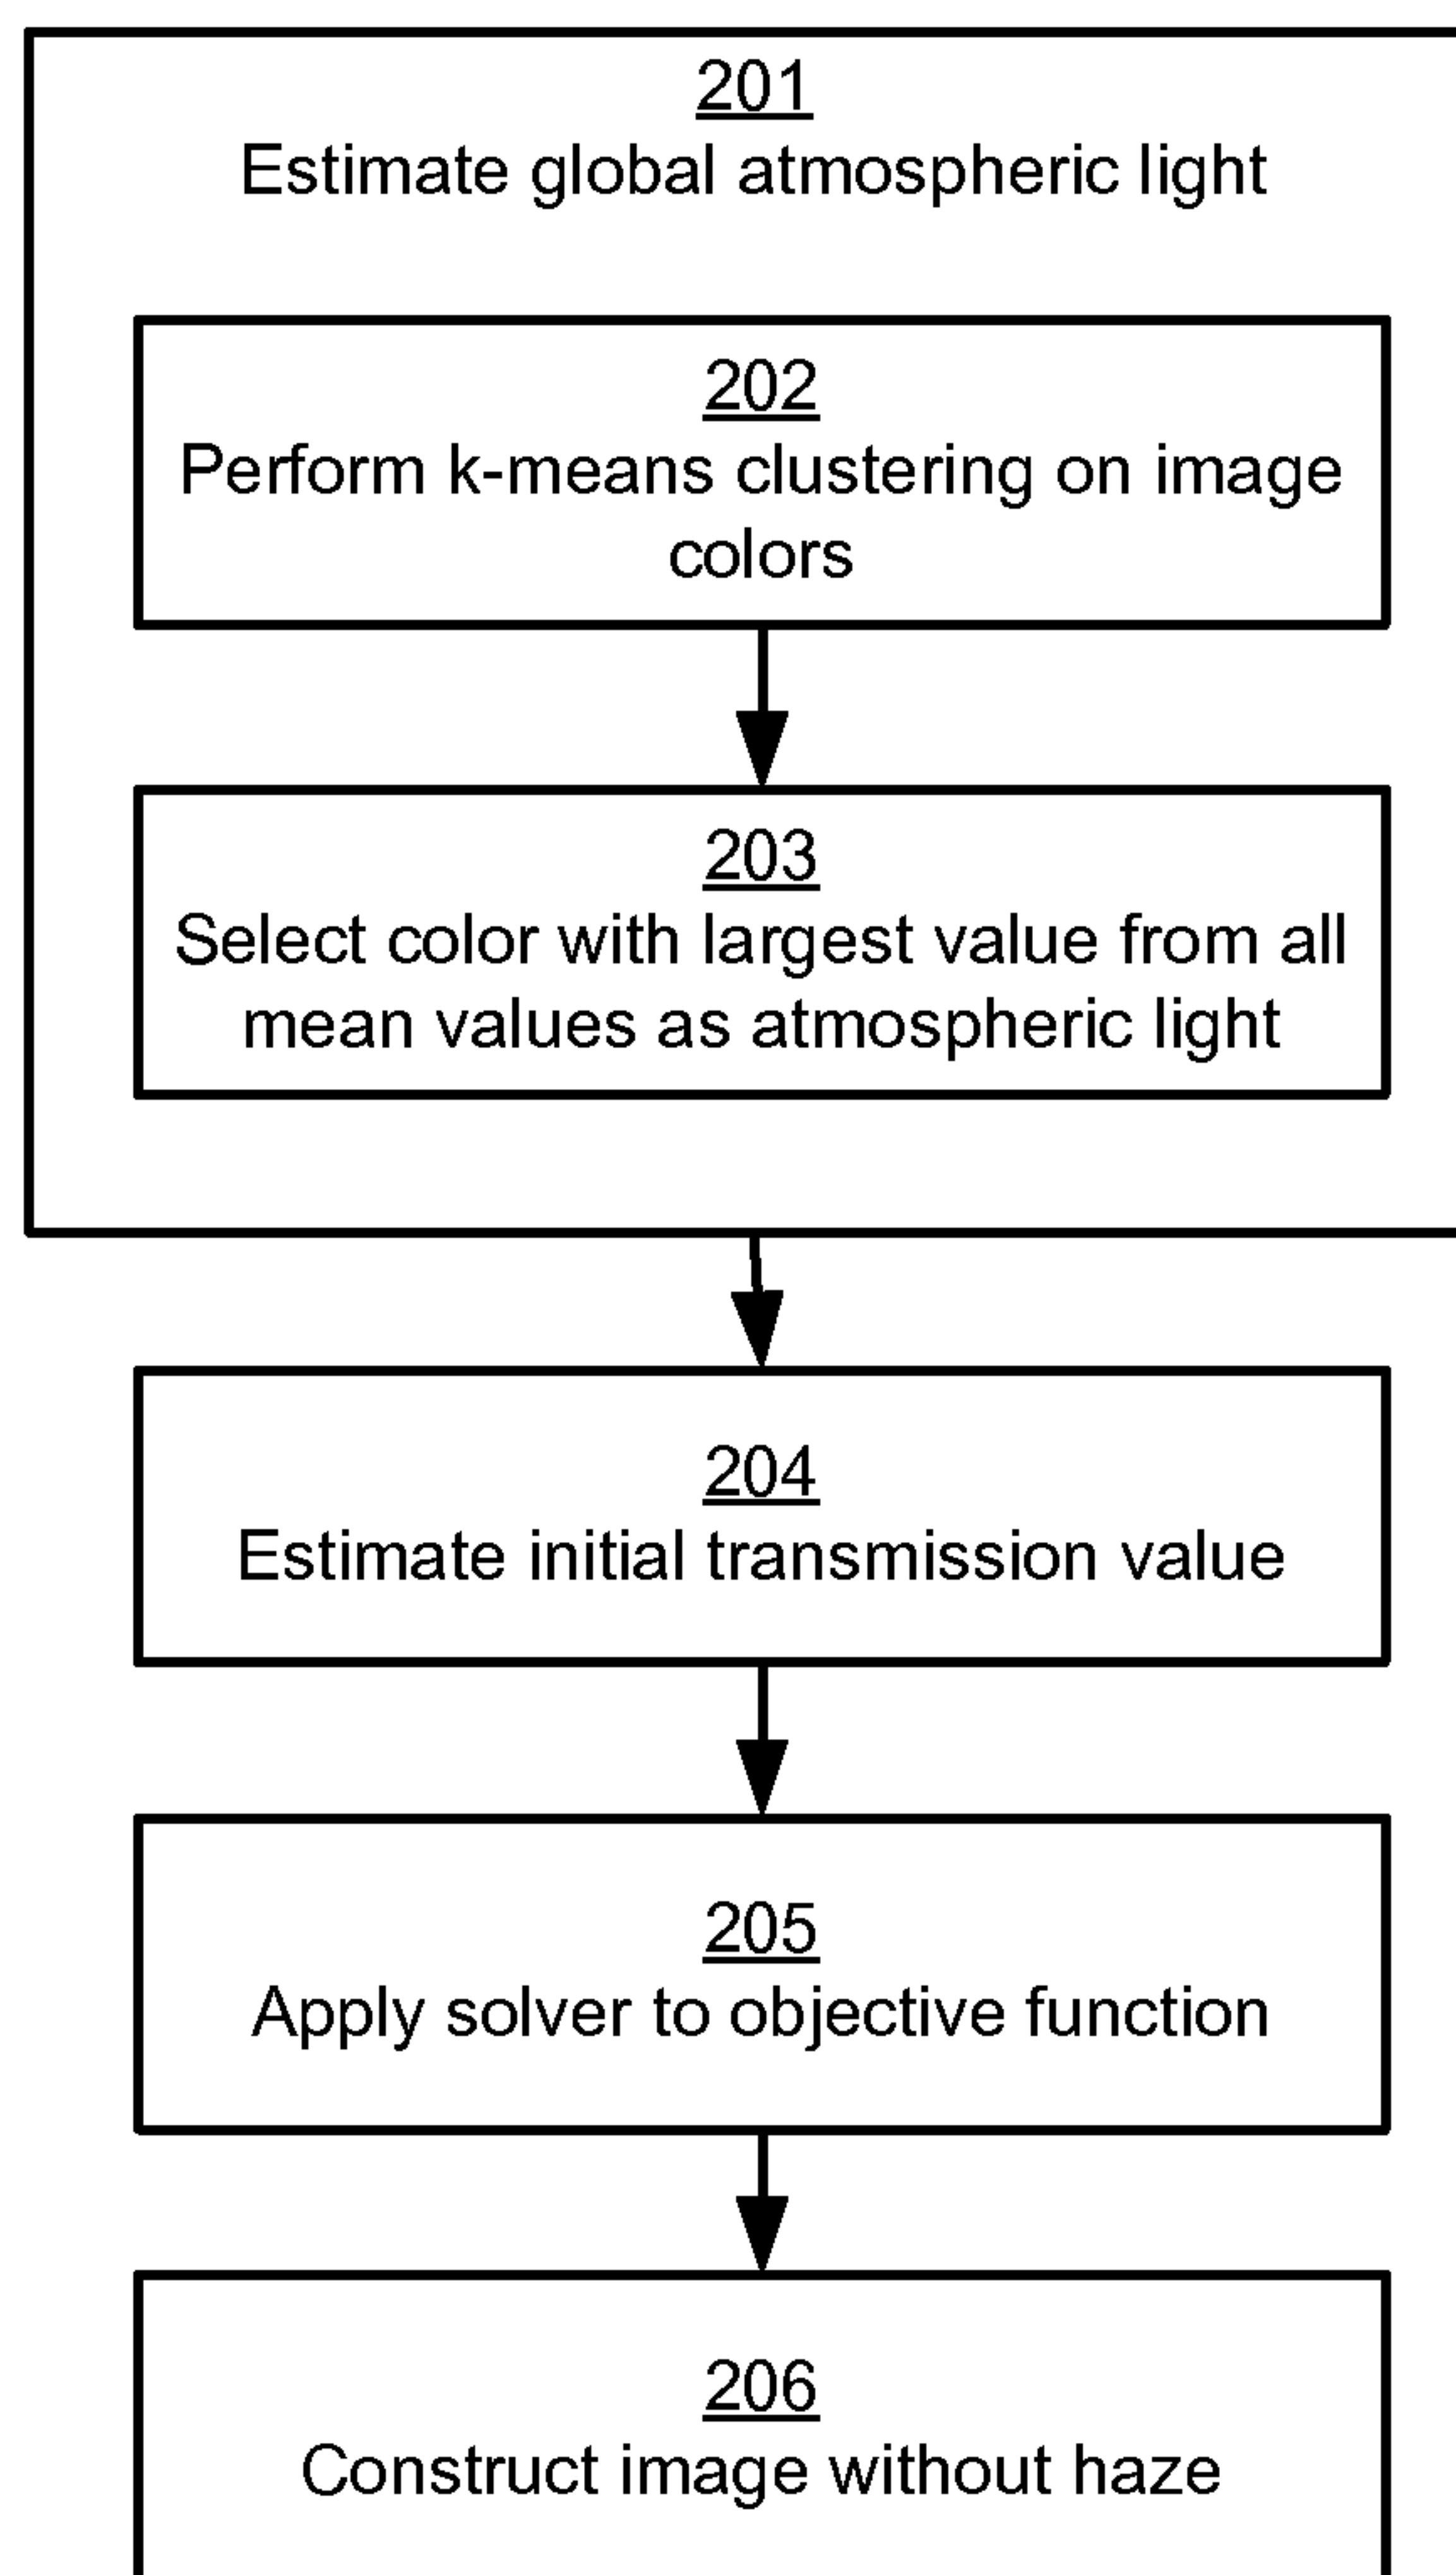 201
Estimate global atmospheric light
202
Perform k-means clustering on image
colors
203
Select color with largest value from all
mean values as atmospheric light
204
Estimate initial transmission value
205
Apply solver to objective function
206
Construct image without haze